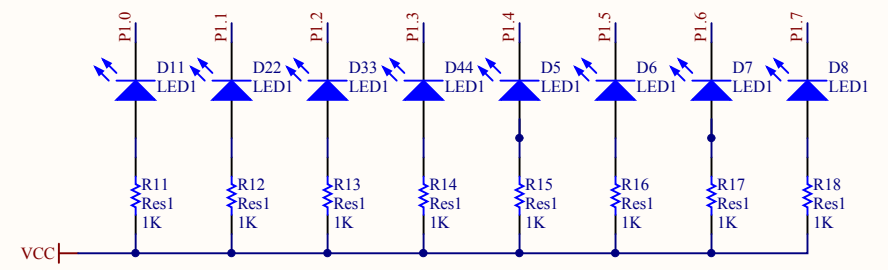 P1.0 P1.1 P1.2 P1.3 P1.4 P1.5 P1.6 P1.7
D11 D22 D33 D44 D5 D6 D7 D8
LED1 LED1 LED1 LED1 LED1 LED1 LED1 LED1
R11 R12 R13 R14 R15 R16 R17 R18
Res1 Res1 Res1 Res1 Res1 Res1 Res1 Res1
1K 1K 1K 1K 1K 1K 1K 1K
VCC